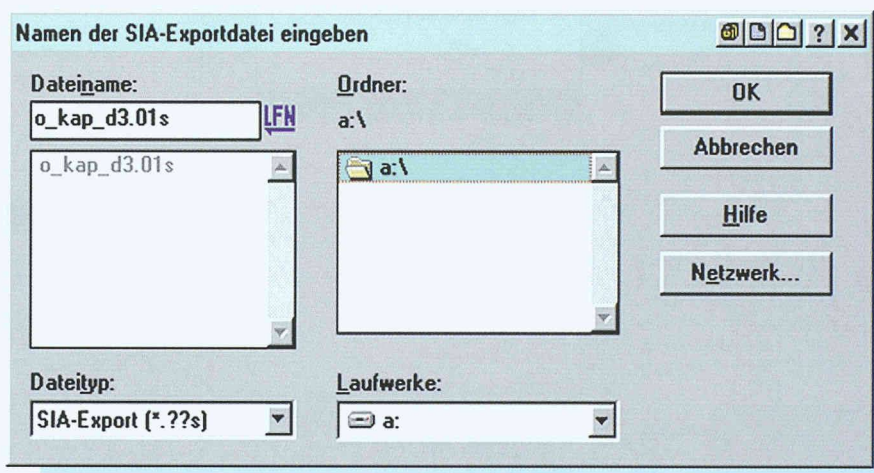 Namen der SIA-Exportdatei eingeben
?
Dateiname:
o_kap_d3.01s
LFN
o_kap_d3.01s
Dateityp:
SIA-Export (*.??s)
Ordner:
a:\
a:\
Laufwerke:
a:
OK
Abbrechen
Hilfe
Netzwerk...